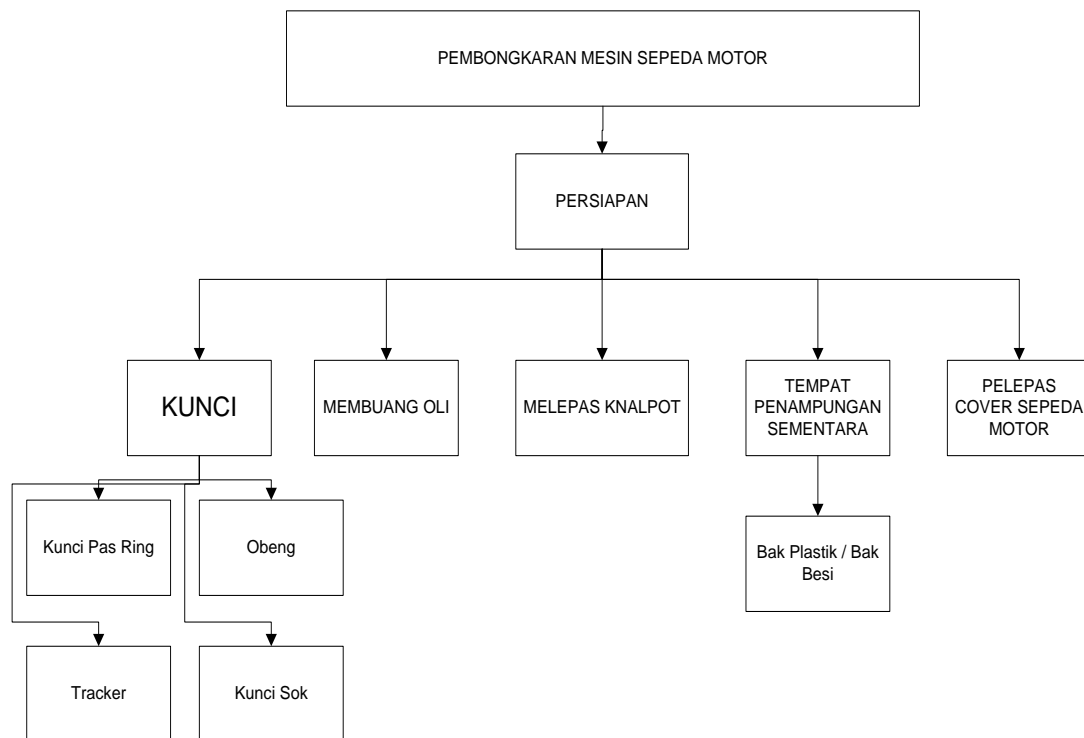 PEMBONGKARAN MESIN SEPEDA MOTOR
PERSIAPAN
KUNCI
MEMBUANG OLI
MELEPAS KNALPOT
TEMPAT
PENAMPUNGAN
SEMENTARA
PELEPAS
COVER SEPEDA
MOTOR
Kunci Pas Ring
Obeng
Bak Plastik / Bak
Besi
Tracker
Kunci Sok